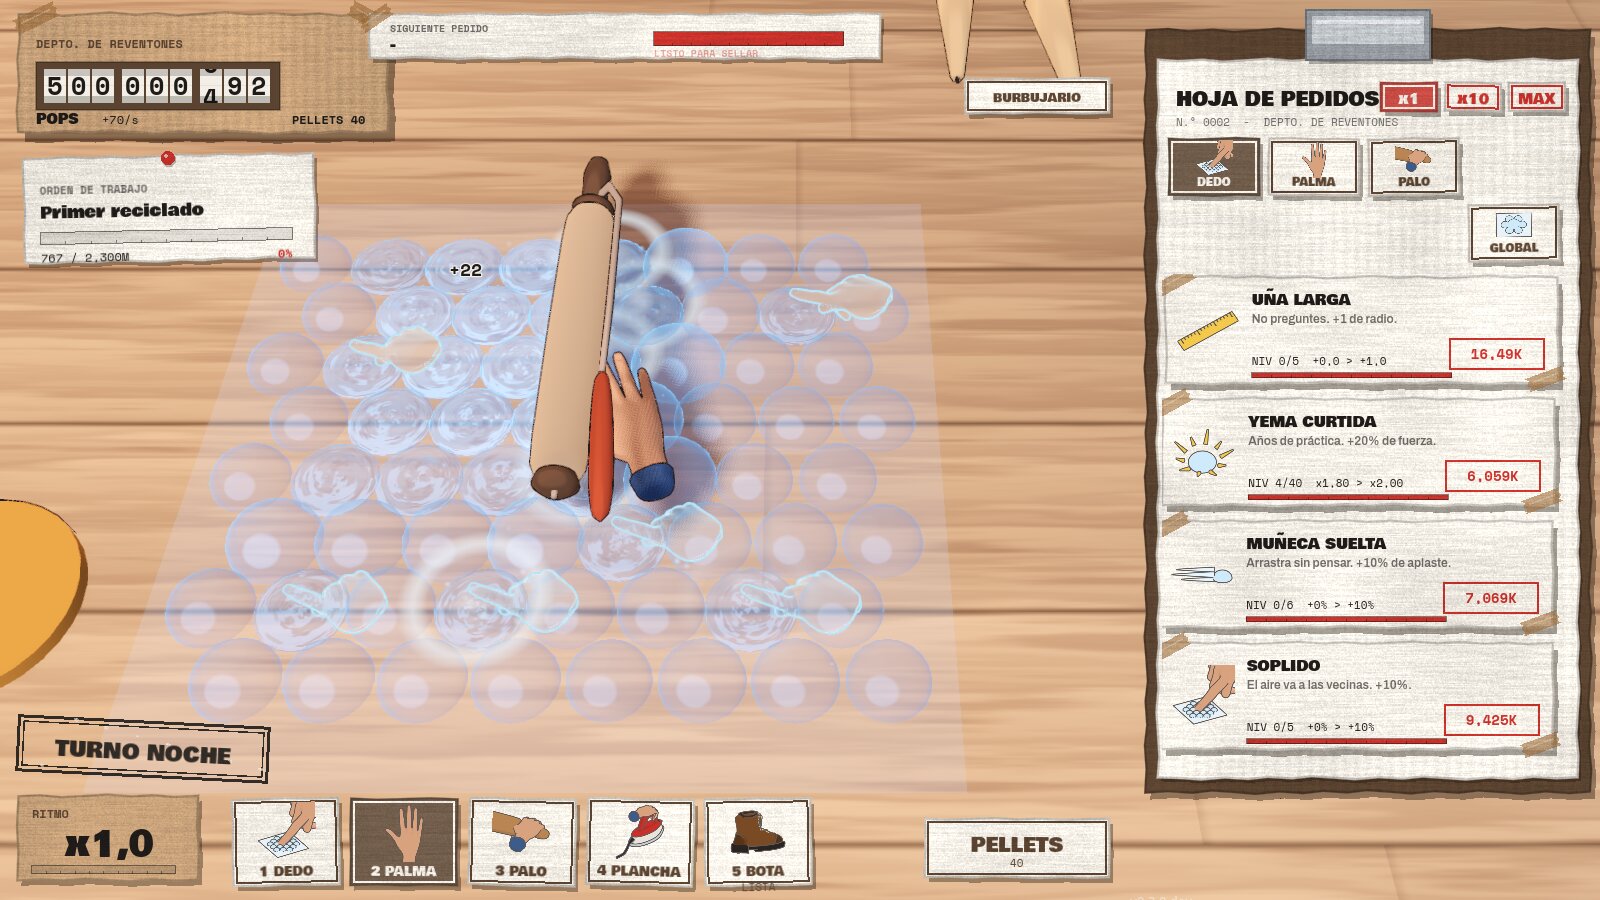 DEPTO. DE REVENTONES
500 000 492
POPS +70/s PELLETS 40
SIGUIENTE PEDIDO
-
LISTO PARA SELLAR
BURBUJARIO
ORDEN DE TRABAJO
Primer reciclado
767 / 2,300M 0%
+22
HOJA DE PEDIDOS x1 x10 MAX
N.° 0002 - DEPTO. DE REVENTONES
DEDO PALMA PALO
GLOBAL
UÑA LARGA
No preguntes. +1 de radio.
NIV 0/5 +0,0 > +1,0
16,49K
YEMA CURTIDA
Años de práctica. +20% de fuerza.
NIV 4/40 x1,80 > x2,00
6,059K
MUÑECA SUELTA
Arrastra sin pensar. +10% de aplaste.
NIV 0/6 +0% > +10%
7,069K
SOPLIDO
El aire va a las vecinas. +10%.
NIV 0/5 +0% > +10%
9,425K
TURNO NOCHE
RITMO
x1,0
1 DEDO
2 PALMA
3 PALO
4 PLANCHA
5 BOTA
LISTA
PELLETS
40